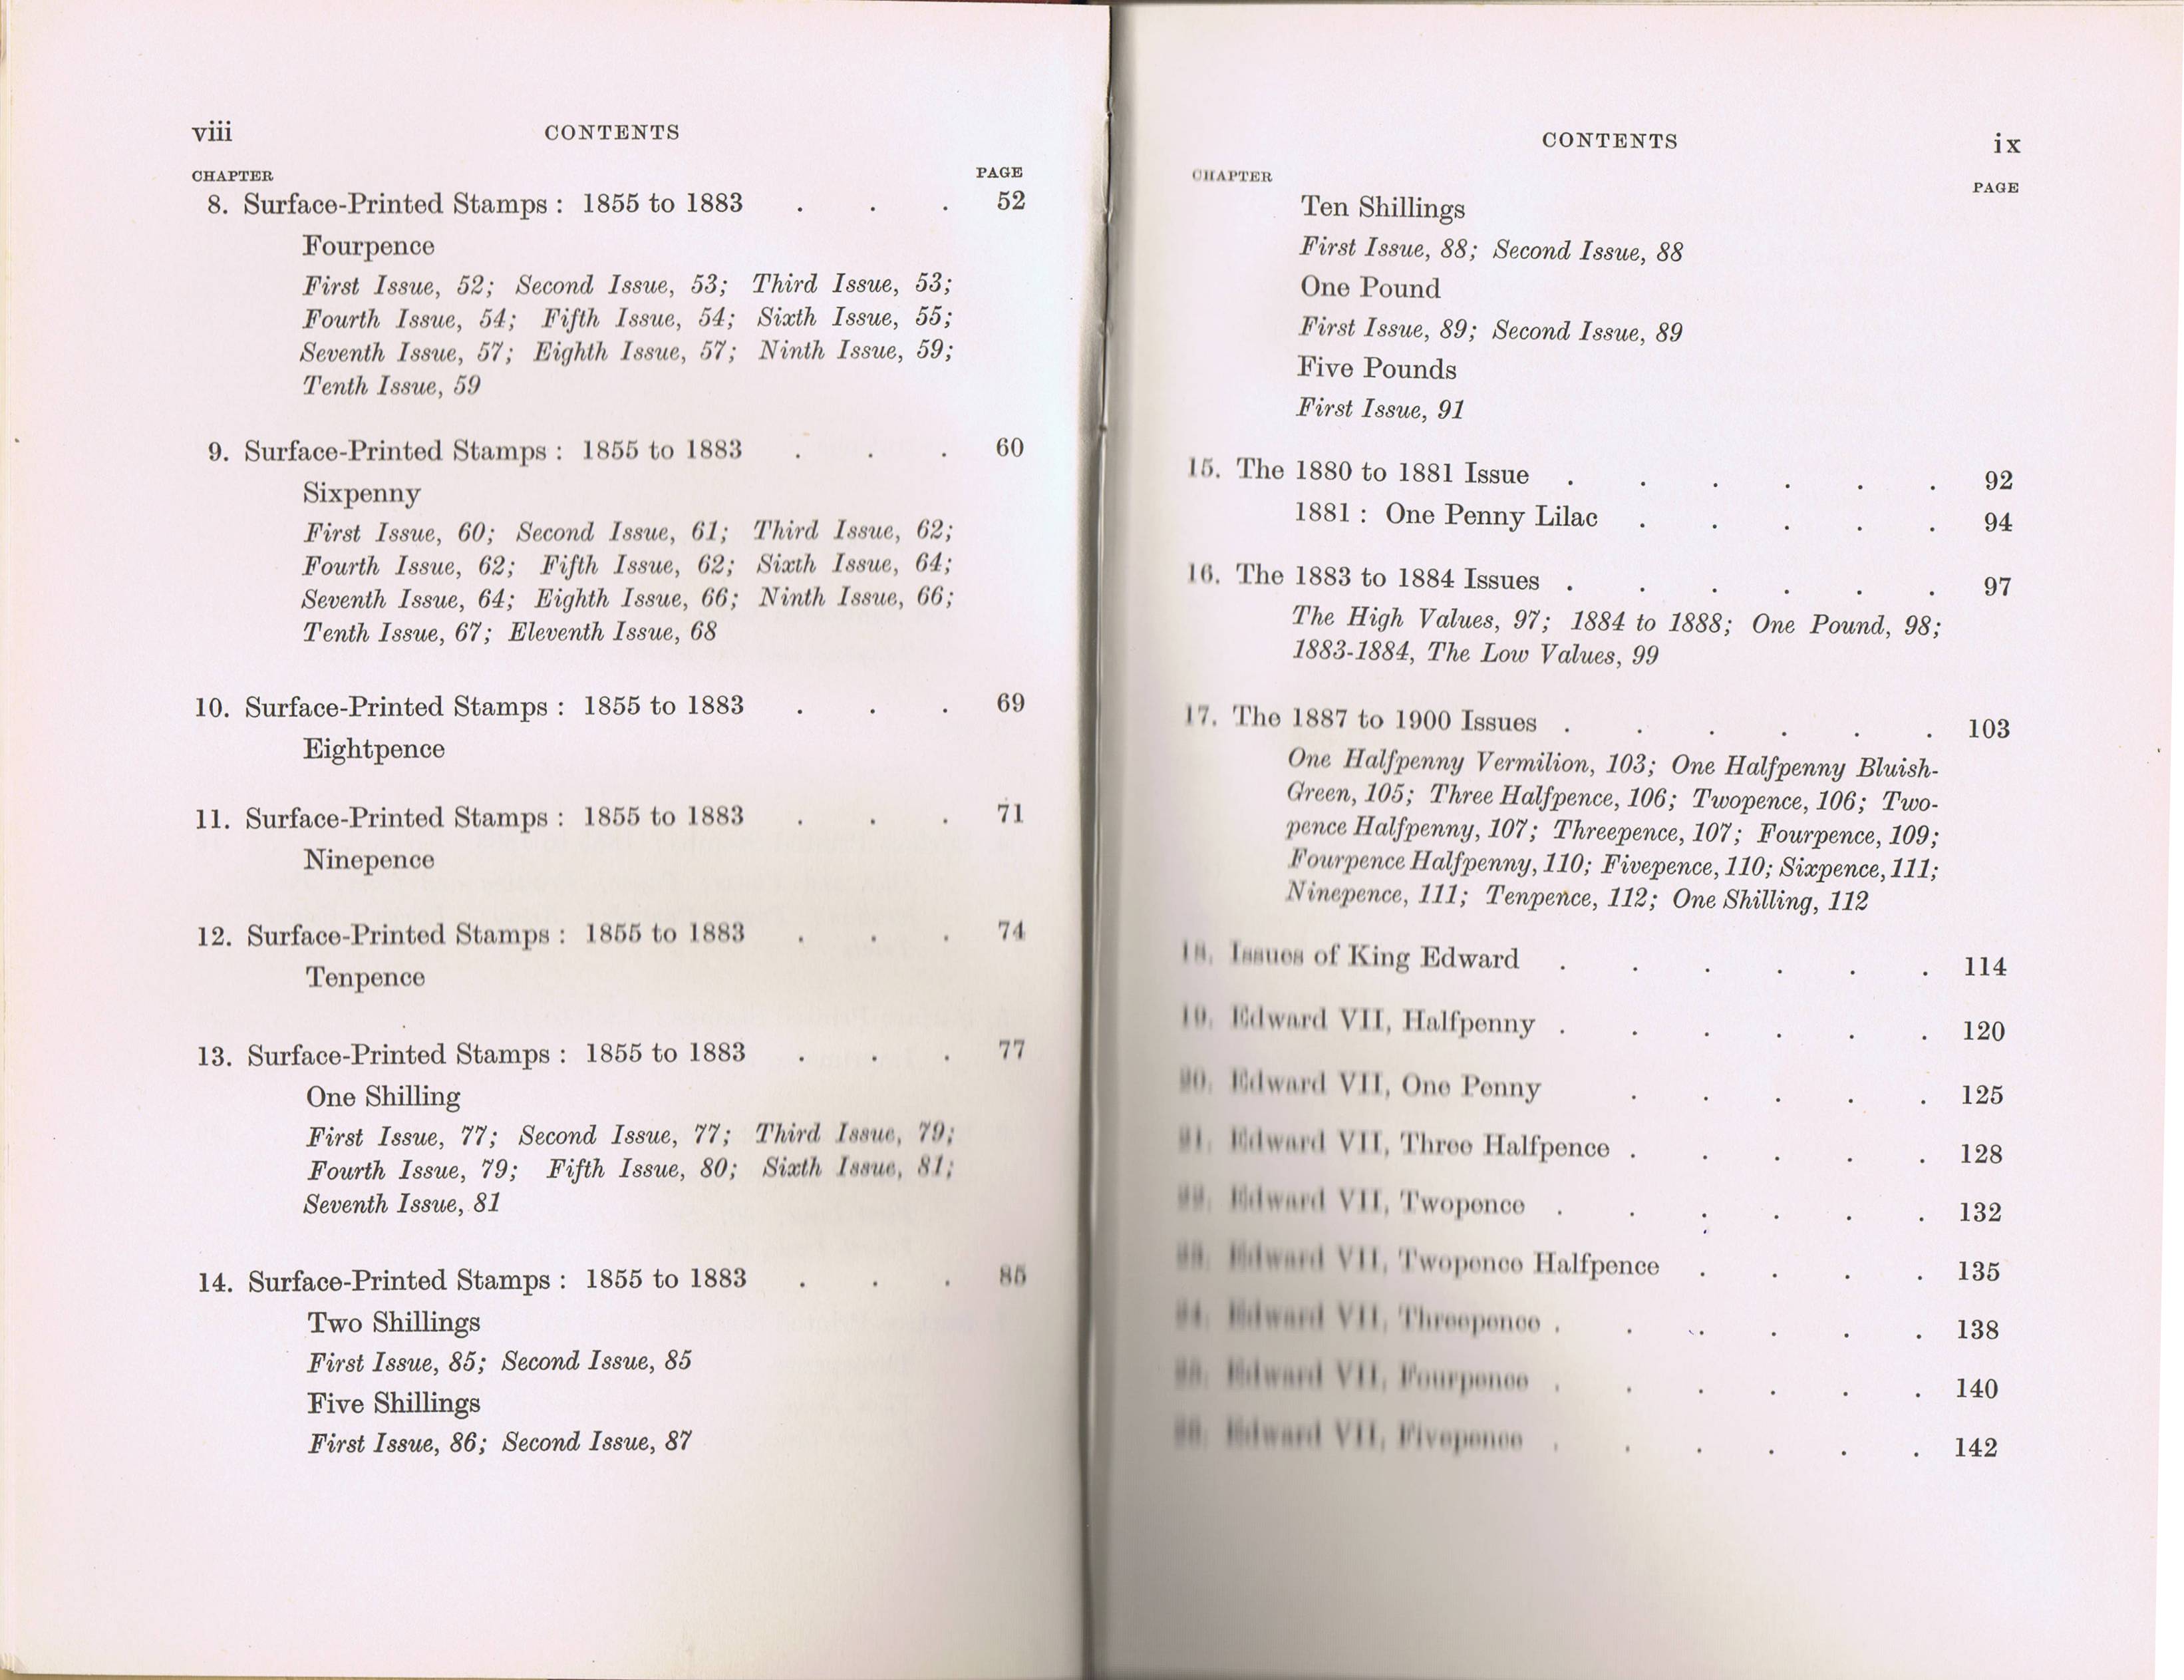 viii CONTENTS
CHAPTER PAGE
8. Surface-Printed Stamps : 1855 to 1883 . . . 52
Fourpence
First Issue, 52; Second Issue, 53; Third Issue, 53;
Fourth Issue, 54; Fifth Issue, 54; Sixth Issue, 55;
Seventh Issue, 57; Eighth Issue, 57; Ninth Issue, 59;
Tenth Issue, 59
9. Surface-Printed Stamps : 1855 to 1883 . . . 60
Sixpenny
First Issue, 60; Second Issue, 61; Third Issue, 62;
Fourth Issue, 62; Fifth Issue, 62; Sixth Issue, 64;
Seventh Issue, 64; Eighth Issue, 66; Ninth Issue, 66;
Tenth Issue, 67; Eleventh Issue, 68
10. Surface-Printed Stamps : 1855 to 1883 . . . 69
Eightpence
11. Surface-Printed Stamps : 1855 to 1883 . . . 71
Ninepence
12. Surface-Printed Stamps : 1855 to 1883 . . . 74
Tenpence
13. Surface-Printed Stamps : 1855 to 1883 . . . 77
One Shilling
First Issue, 77; Second Issue, 77; Third Issue, 79;
Fourth Issue, 79; Fifth Issue, 80; Sixth Issue, 81;
Seventh Issue, 81
14. Surface-Printed Stamps : 1855 to 1883 . . . 85
Two Shillings
First Issue, 85; Second Issue, 85
Five Shillings
First Issue, 86; Second Issue, 87
CONTENTS ix
CHAPTER PAGE
Ten Shillings
First Issue, 88; Second Issue, 88
One Pound
First Issue, 89; Second Issue, 89
Five Pounds
First Issue, 91
15. The 1880 to 1881 Issue . . . . . . 92
1881 : One Penny Lilac . . . . . 94
16. The 1883 to 1884 Issues . . . . . . 97
The High Values, 97; 1884 to 1888; One Pound, 98;
1883-1884, The Low Values, 99
17. The 1887 to 1900 Issues . . . . . . 103
One Halfpenny Vermilion, 103; One Halfpenny Bluish-
Green, 105; Three Halfpence, 106; Twopence, 106; Two-
pence Halfpenny, 107; Threepence, 107; Fourpence, 109;
Fourpence Halfpenny, 110; Fivepence, 110; Sixpence, 111;
Ninepence, 111; Tenpence, 112; One Shilling, 112
18. Issues of King Edward . . . . . . 114
19. Edward VII, Halfpenny . . . . . . 120
20. Edward VII, One Penny . . . . . 125
21. Edward VII, Three Halfpence . . . . . 128
22. Edward VII, Twopence . . . . . . 132
23. Edward VII, Twopence Halfpence . . . . 135
24. Edward VII, Threepence . . . . . . 138
25. Edward VII, Fourpence . . . . . . 140
26. Edward VII, Fivepence . . . . . . 142